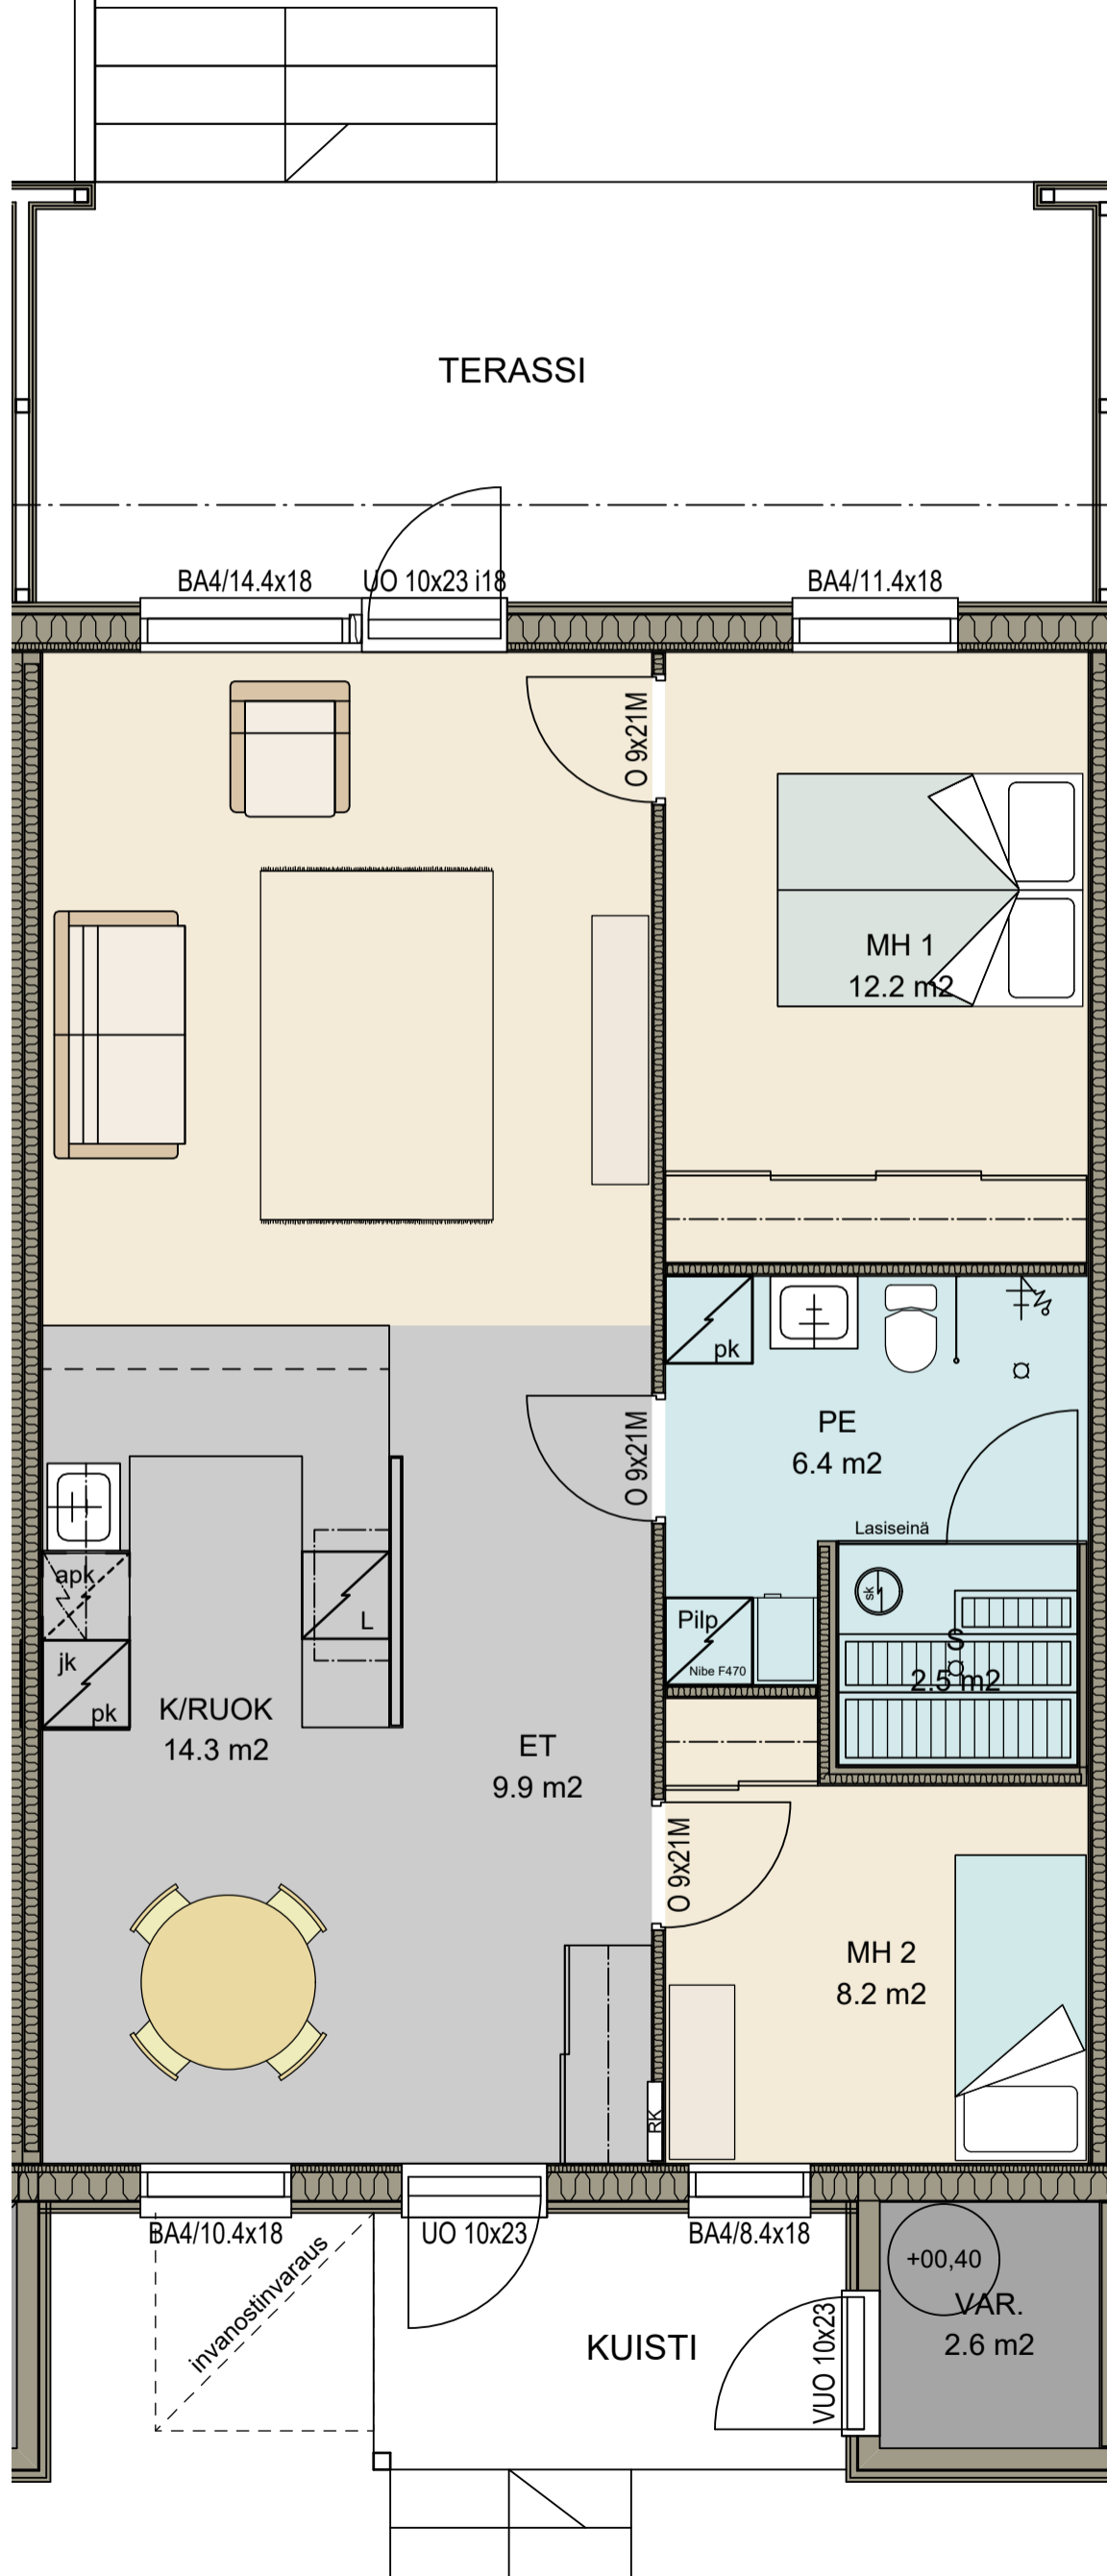 TERASSI
BA4/14.4x18
UO 10x23 i18
BA4/11.4x18
O 9x21M
MH 1
12.2 m2
pk
O 9x21M
PE
6.4 m2
Lasiseinä
apk
L
sk
Pilp
Nibe F470
S
2.5 m2
jk
pk
K/RUOK
14.3 m2
ET
9.9 m2
O 9x21M
MH 2
8.2 m2
RK
BA4/10.4x18
UO 10x23
BA4/8.4x18
invanostinvaraus
+00,40
VAR.
2.6 m2
KUISTI
VUO 10x23